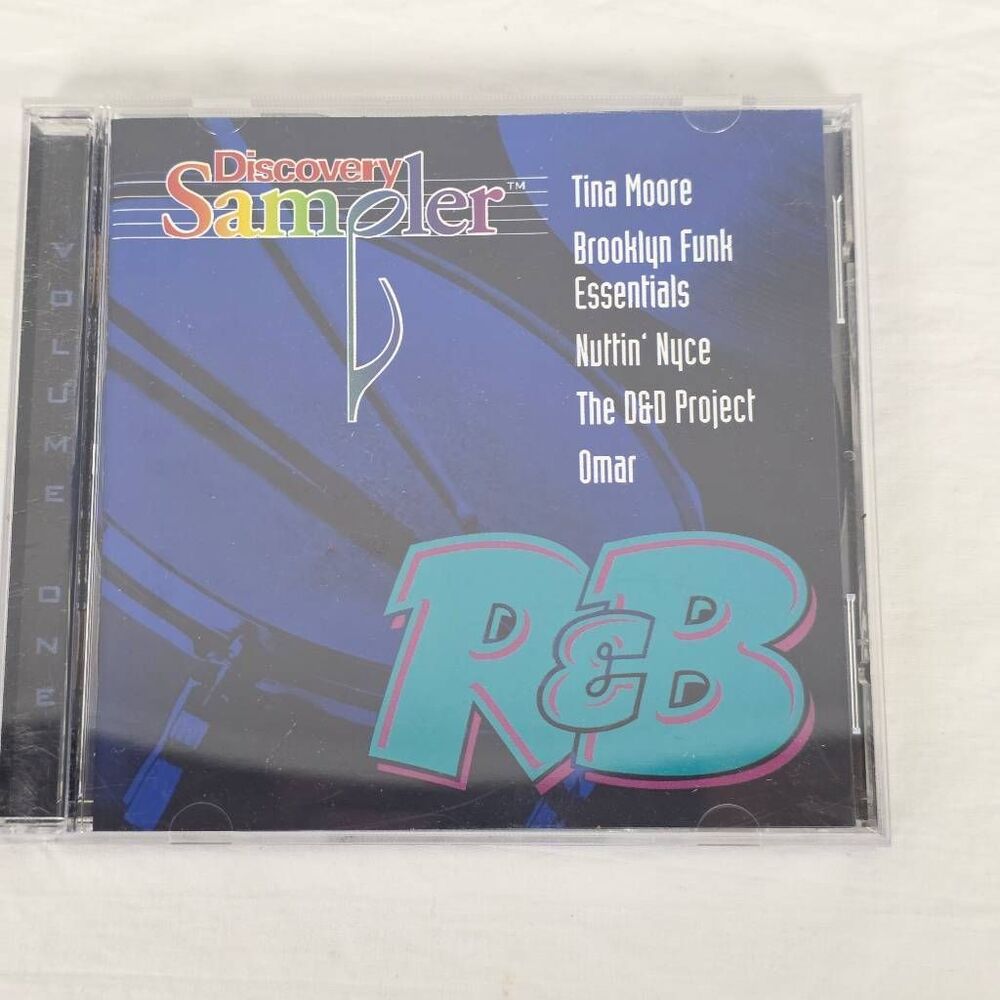 VOLUME ONE
Discovery
Sampler™
Tina Moore
Brooklyn Funk
Essentials
Nuttin' Nyce
The D&D Project
Omar
R&B